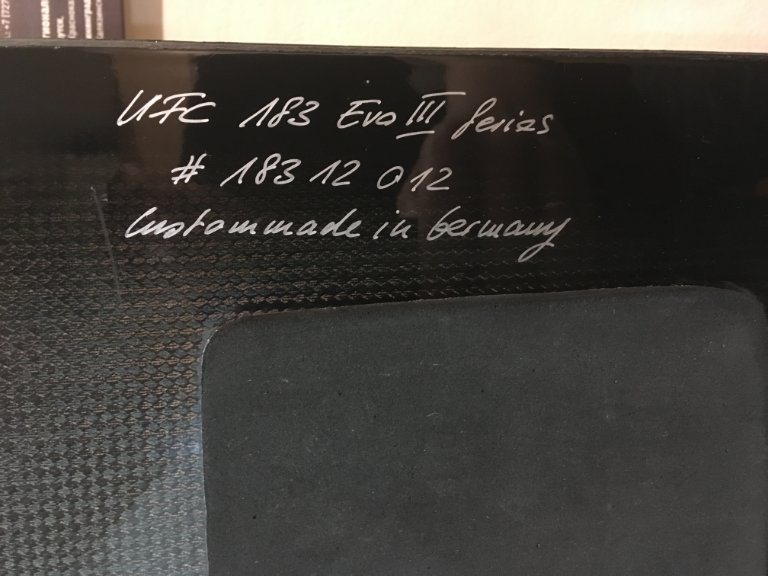 UFC 183 Evo III Series
# 183 12 012
Custommade in Germany